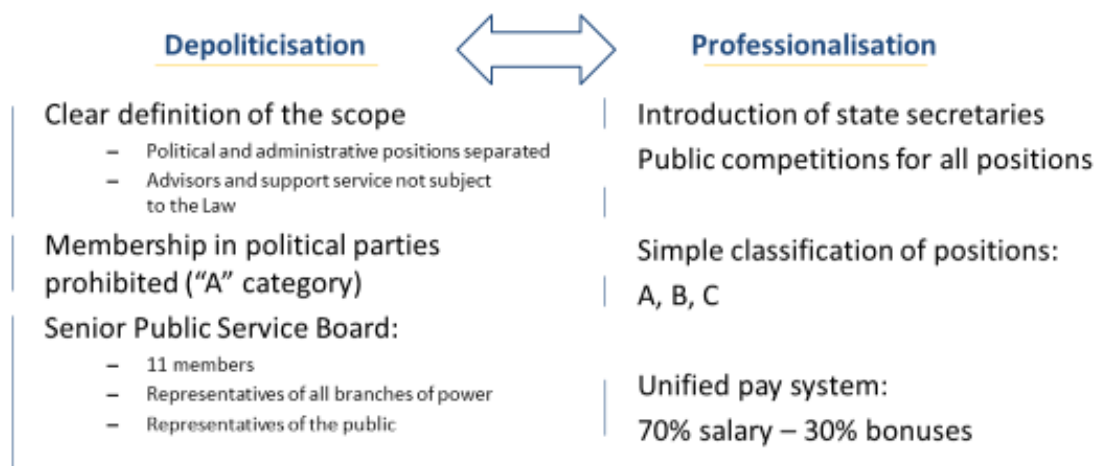 Depoliticisation
Clear definition of the scope
– Political and administrative positions separated
– Advisors and support service not subject
to the Law
Membership in political parties
prohibited (“A” category)
Senior Public Service Board:
– 11 members
– Representatives of all branches of power
– Representatives of the public
Professionalisation
Introduction of state secretaries
Public competitions for all positions
Simple classification of positions:
A, B, C
Unified pay system:
70% salary – 30% bonuses